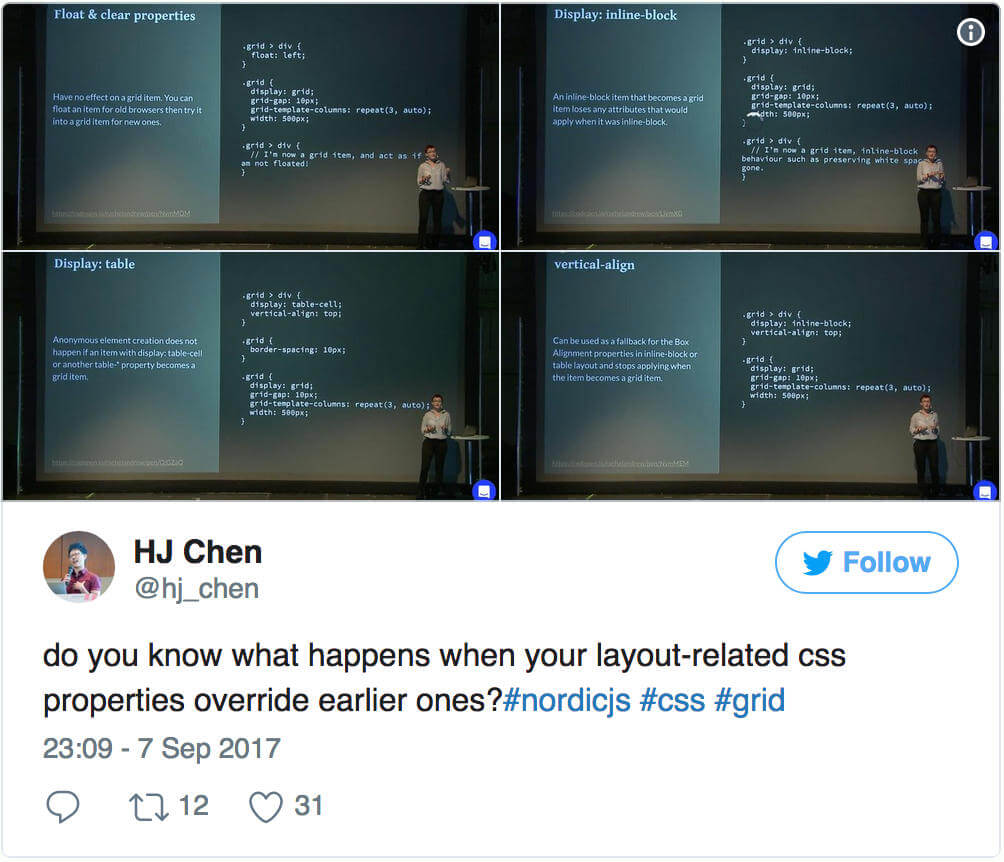 Float & clear properties
Have no effect on a grid item. You can
float an item for old browsers then try it
into a grid item for new ones.
.grid > div {
float: left;
}
.grid {
display: grid;
grid-gap: 10px;
grid-template-columns: repeat(3, auto);
width: 500px;
}
.grid > div {
// I'm now a grid item, and act as if
am not floated!
}
Display: inline-block
An inline-block item that becomes a grid
item loses any attributes that would
apply when it was inline-block.
.grid > div {
display: inline-block;
}
.grid {
display: grid;
grid-gap: 10px;
grid-template-columns: repeat(3, auto);
width: 500px;
}
.grid > div {
// I'm now a grid item, inline-block
behaviour such as preserving white spac
gone.
}
Display: table
Anonymous element creation does not
happen if an item with display: table-cell
or another table-* property becomes a
grid item.
.grid > div {
display: table-cell;
vertical-align: top;
}
.grid {
border-spacing: 10px;
}
.grid {
display: grid;
grid-gap: 10px;
grid-template-columns: repeat(3, auto);
width: 500px;
}
vertical-align
Can be used as a fallback for the Box
Alignment properties in inline-block or
table layout and stops applying when
the item becomes a grid item.
.grid > div {
display: inline-block;
vertical-align: top;
}
.grid {
display: grid;
grid-gap: 10px;
grid-template-columns: repeat(3, auto);
width: 500px;
}
HJ Chen
@hj_chen
Follow
do you know what happens when your layout-related css
properties override earlier ones?#nordicjs #css #grid
23:09 - 7 Sep 2017
12 31